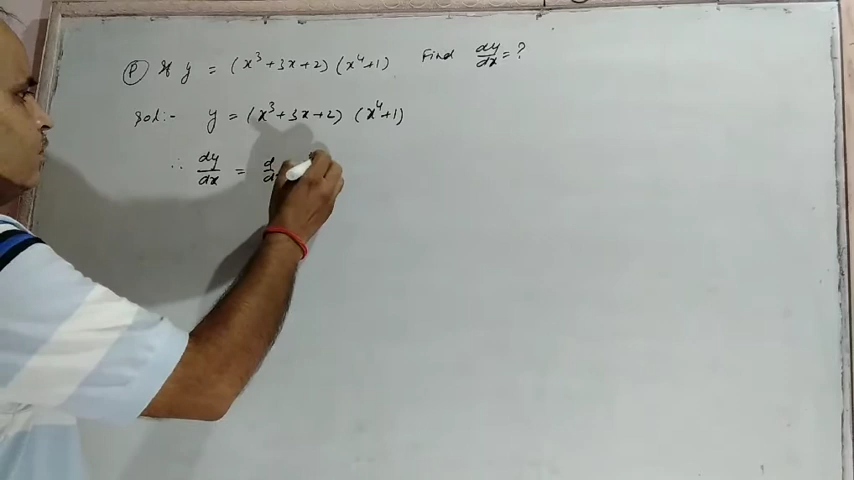 (P) If y = (x³+3x+2) (x⁴+1) Find dy/dx = ?
Sol:- y = (x³+3x+2) (x⁴+1)
∴ dy/dx = d/d